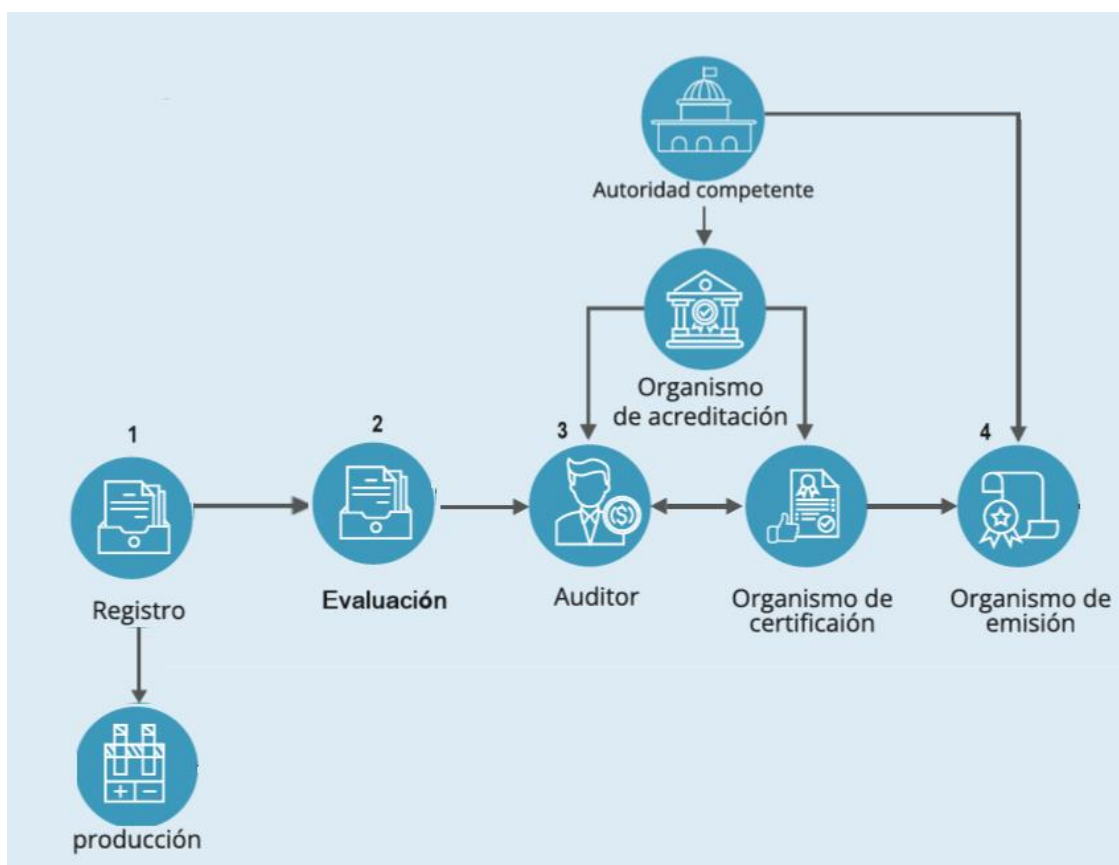 Autoridad competente
Organismo
de acreditación
1
2
3
4
Registro
Evaluación
Auditor
Organismo de
certificaión
Organismo de
emisión
producción